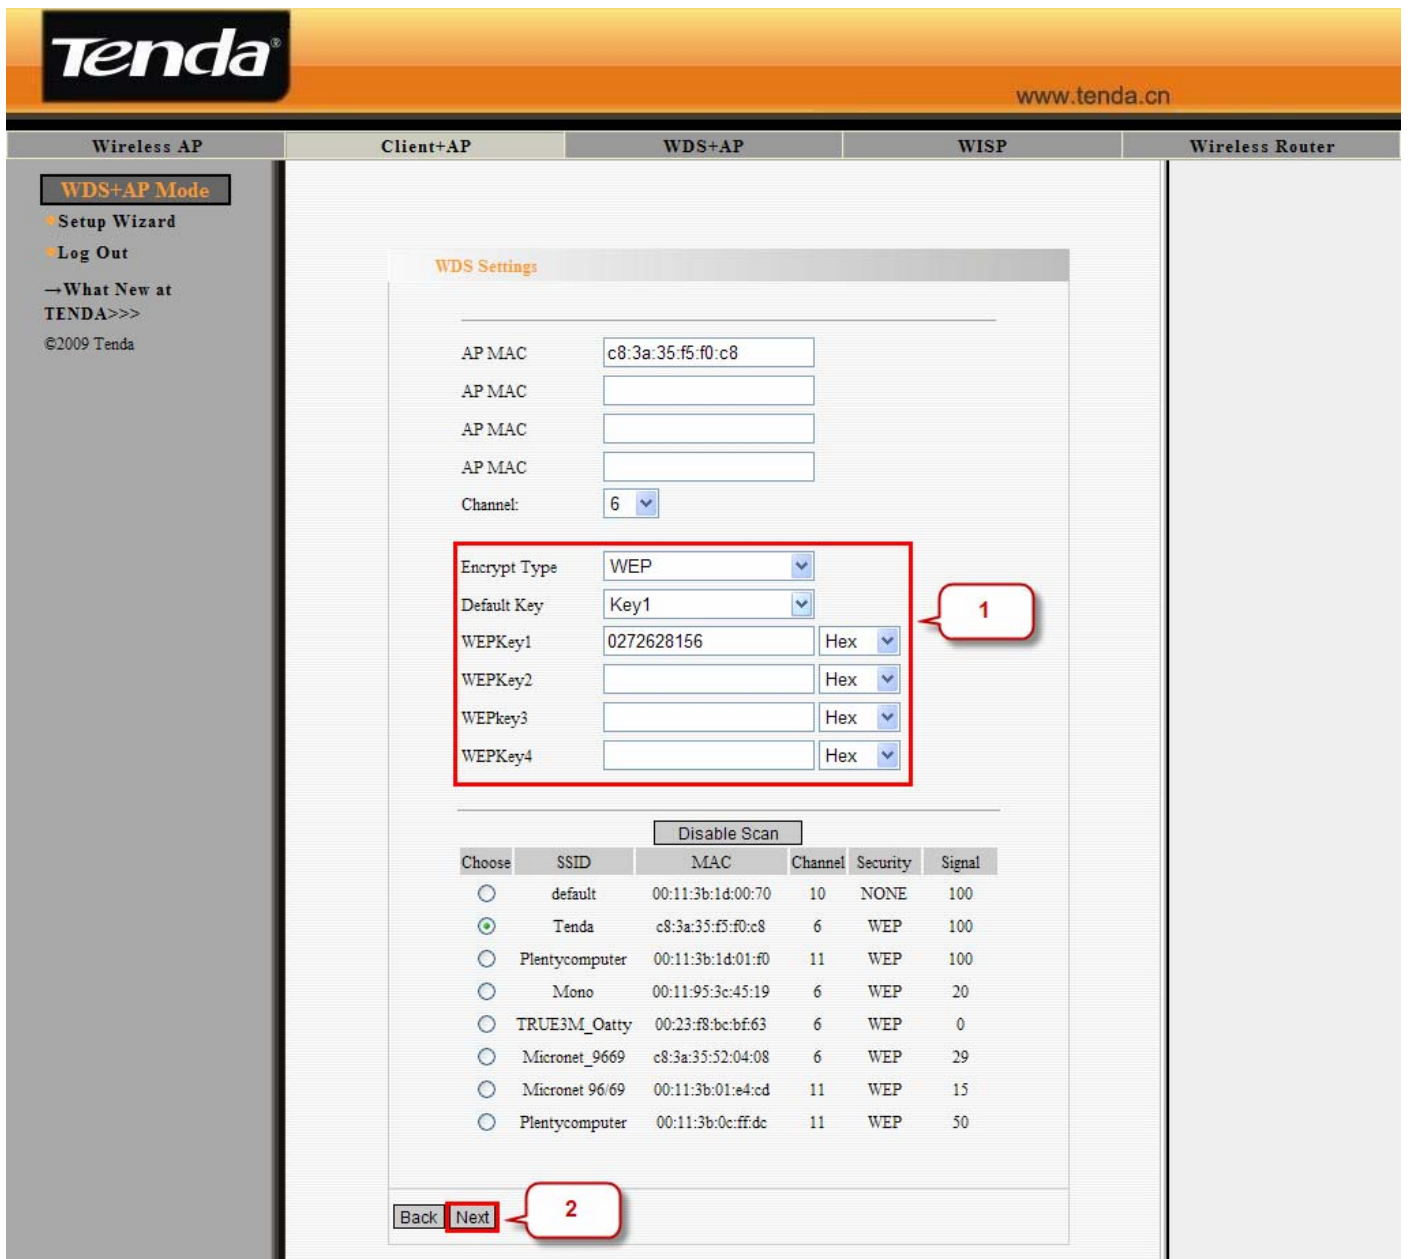 Tenda®
www.tenda.cn
Wireless AP Client+AP WDS+AP WISP Wireless Router
WDS+AP Mode
Setup Wizard
Log Out
→What New at
TENDA>>>
©2009 Tenda
WDS Settings
AP MAC c8:3a:35:f5:f0:c8
AP MAC
AP MAC
AP MAC
Channel: 6
Encrypt Type WEP
Default Key Key1
1
WEPKey1 0272628156 Hex
WEPKey2 Hex
WEPkey3 Hex
WEPKey4 Hex
Disable Scan
Choose SSID MAC Channel Security Signal
default 00:11:3b:1d:00:70 10 NONE 100
Tenda c8:3a:35:f5:f0:c8 6 WEP 100
Plentycomputer 00:11:3b:1d:01:f0 11 WEP 100
Mono 00:11:95:3c:45:19 6 WEP 20
TRUE3M_Oatty 00:23:f8:bc:bf:63 6 WEP 0
Micronet_9669 c8:3a:35:52:04:08 6 WEP 29
Micronet 96/69 00:11:3b:01:e4:cd 11 WEP 15
Plentycomputer 00:11:3b:0c:ff:dc 11 WEP 50
Back Next 2